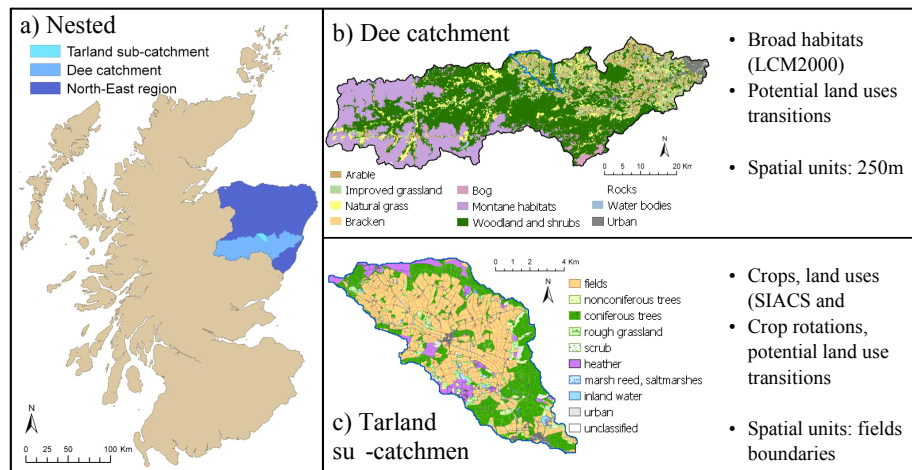 a) Nested
Tarland sub-catchment
Dee catchment
North-East region
N
0 25 50 100 Km
b) Dee catchment
N
0 5 10 20 Km
Arable
Improved grassland
Natural grass
Bracken
Bog
Montane habitats
Woodland and shrubs
Rocks
Water bodies
Urban
• Broad habitats
(LCM2000)
• Potential land uses
transitions
• Spatial units: 250m
0 1 2 4 Km
N
fields
nonconiferous trees
coniferous trees
rough grassland
scrub
heather
marsh reed, saltmarshes
inland water
urban
unclassified
c) Tarland
su -catchmen
• Crops, land uses
(SIACS and
• Crop rotations,
potential land use
transitions
• Spatial units: fields
boundaries